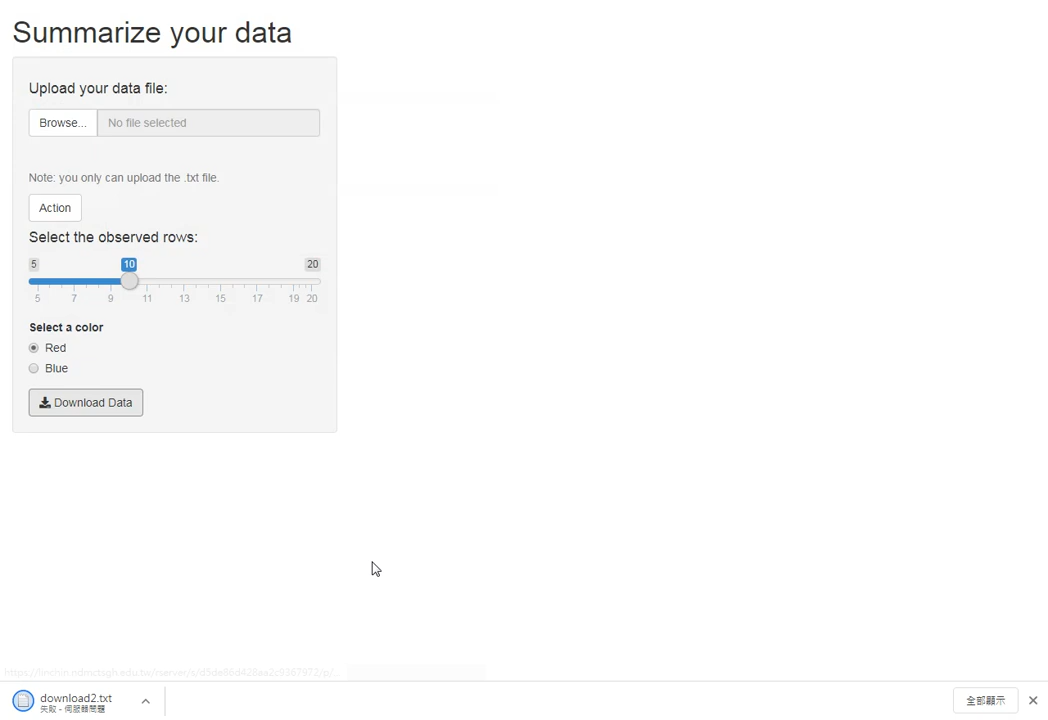 Summarize your data
Upload your data file:
Browse...
No file selected
Note: you only can upload the .txt file.
Action
Select the observed rows:
5 10 20
5 7 9 11 13 15 17 19 20
Select a color
Red
Blue
Download Data
download2.txt
失敗 - 伺服器問題
全部顯示